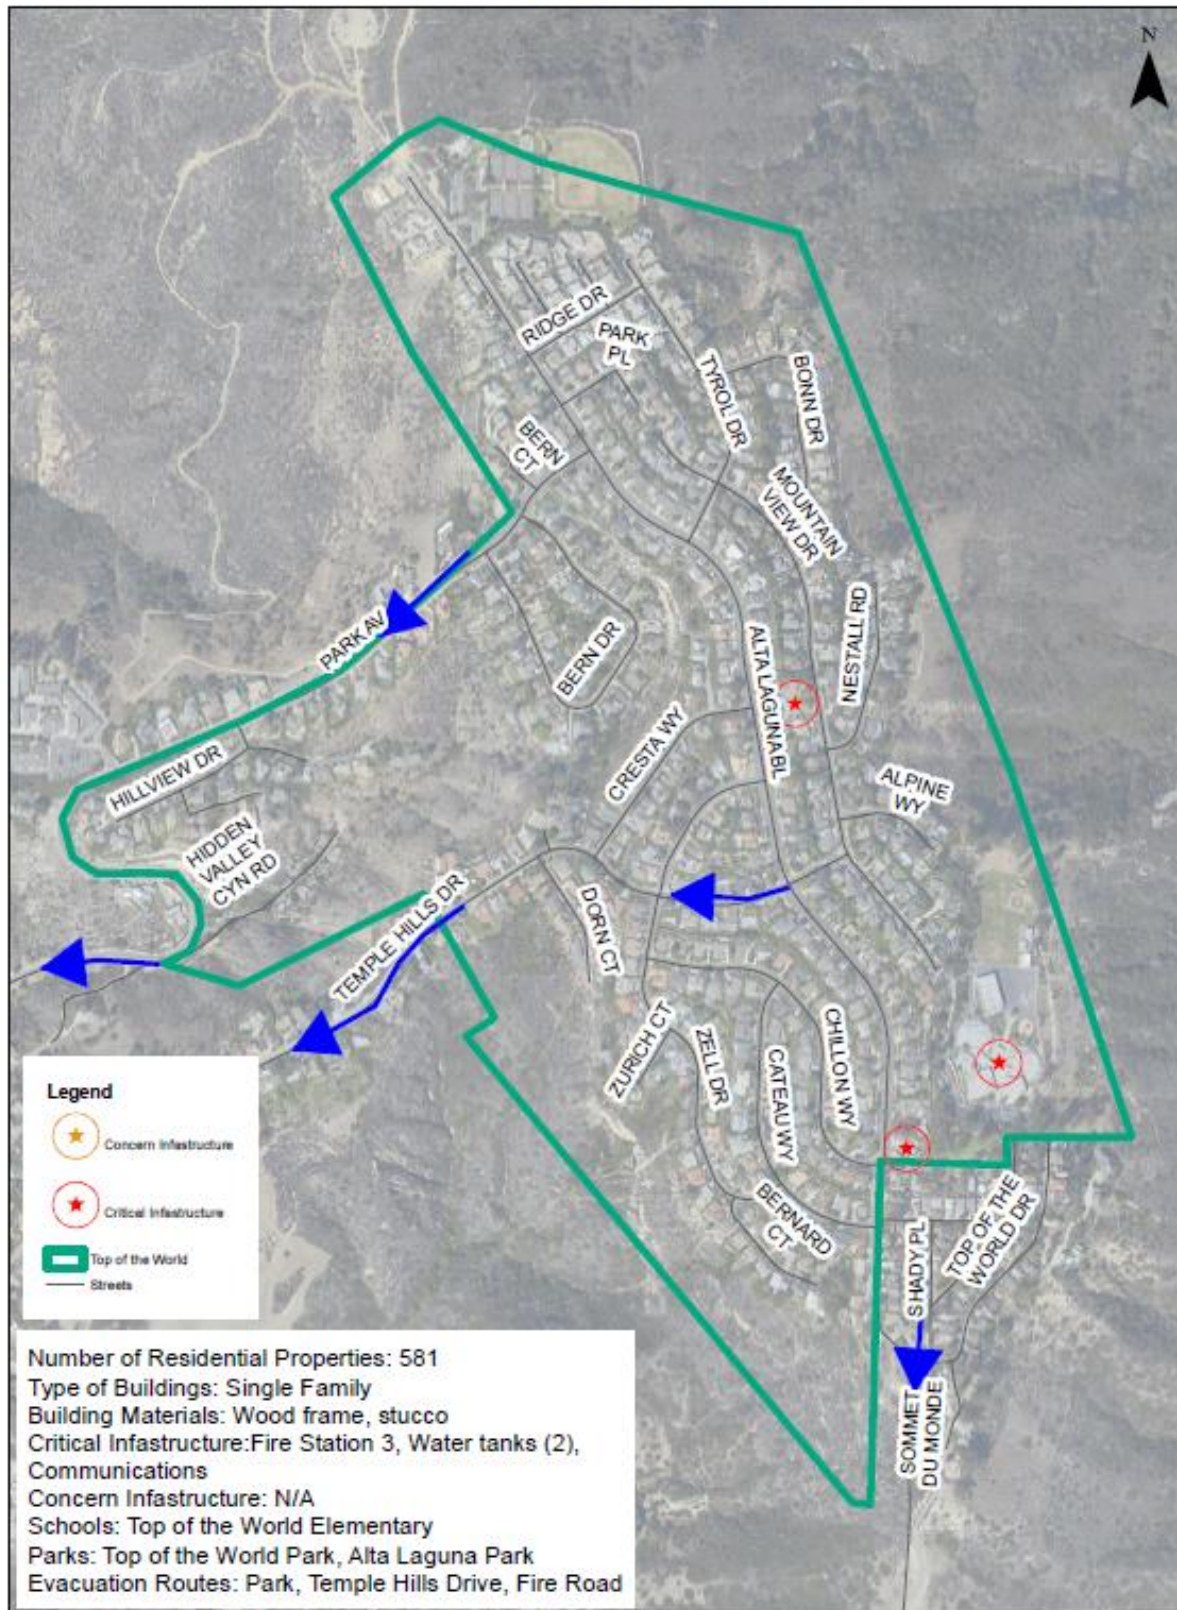 N
RIDGE DR
PARK
PL
TYROL DR
BONN DR
BERN
CT
MOUNTAIN
VIEW DR
PARK AV
BERN DR
ALTA LAGUNA BL
NESTALL RD
CRESTA WY
HILLVIEW DR
ALPINE
WY
HIDDEN
VALLEY
CYN RD
DORN CT
TEMPLE HILLS DR
ZURICH CT
ZELL DR
CATEAU WY
CHILLON WY
BERNARD
CT
SHADY PL
TOP OF THE
WORLD DR
SOMMET
DU MONDE
Legend
Concern Infastructure
Critical Infastructure
Top of the World
Streets
Number of Residential Properties: 581
Type of Buildings: Single Family
Building Materials: Wood frame, stucco
Critical Infastructure:Fire Station 3, Water tanks (2),
Communications
Concern Infastructure: N/A
Schools: Top of the World Elementary
Parks: Top of the World Park, Alta Laguna Park
Evacuation Routes: Park, Temple Hills Drive, Fire Road